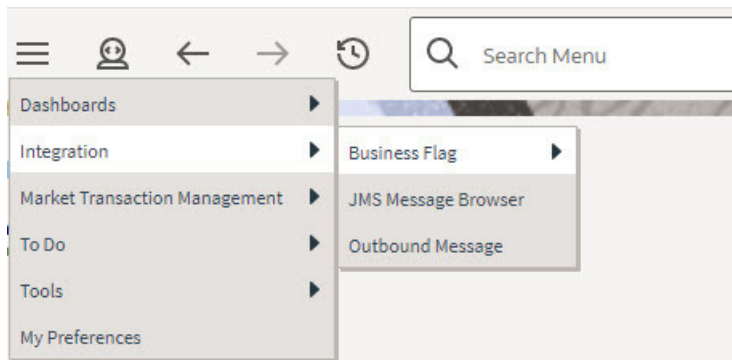 Search Menu
Dashboards
Integration
Market Transaction Management
To Do
Tools
My Preferences
Business Flag
JMS Message Browser
Outbound Message